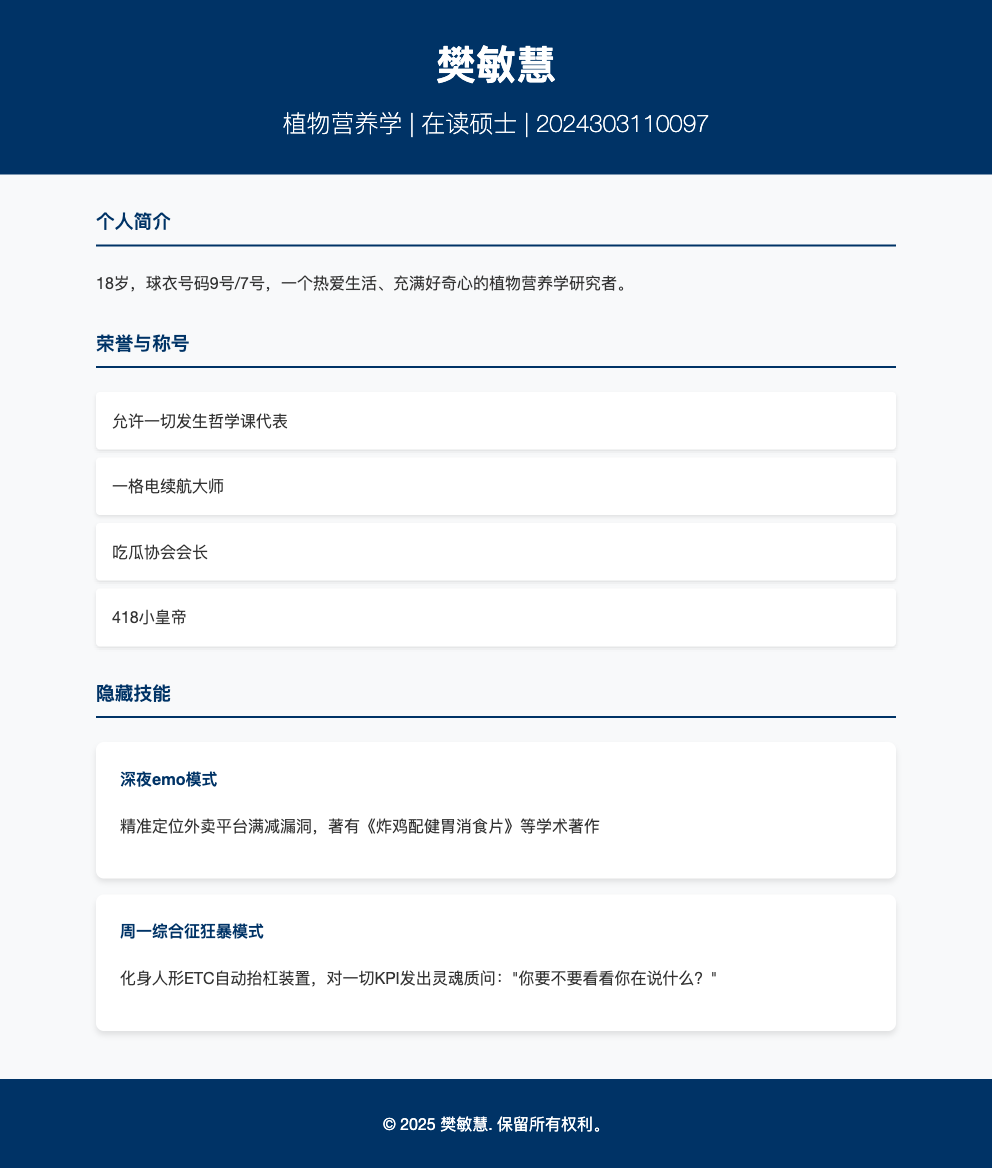 樊敏慧
植物营养学 | 在读硕士 | 2024303110097
个人简介
18岁，球衣号码9号/7号，一个热爱生活、充满好奇心的植物营养学研究者。
荣誉与称号
允许一切发生哲学课代表
一格电续航大师
吃瓜协会会长
418小皇帝
隐藏技能
深夜emo模式
精准定位外卖平台满减漏洞，著有《炸鸡配健胃消食片》等学术著作
周一综合征狂暴模式
化身人形ETC自动抬杠装置，对一切KPI发出灵魂质问："你要不要看看你在说什么？"
© 2025 樊敏慧. 保留所有权利。